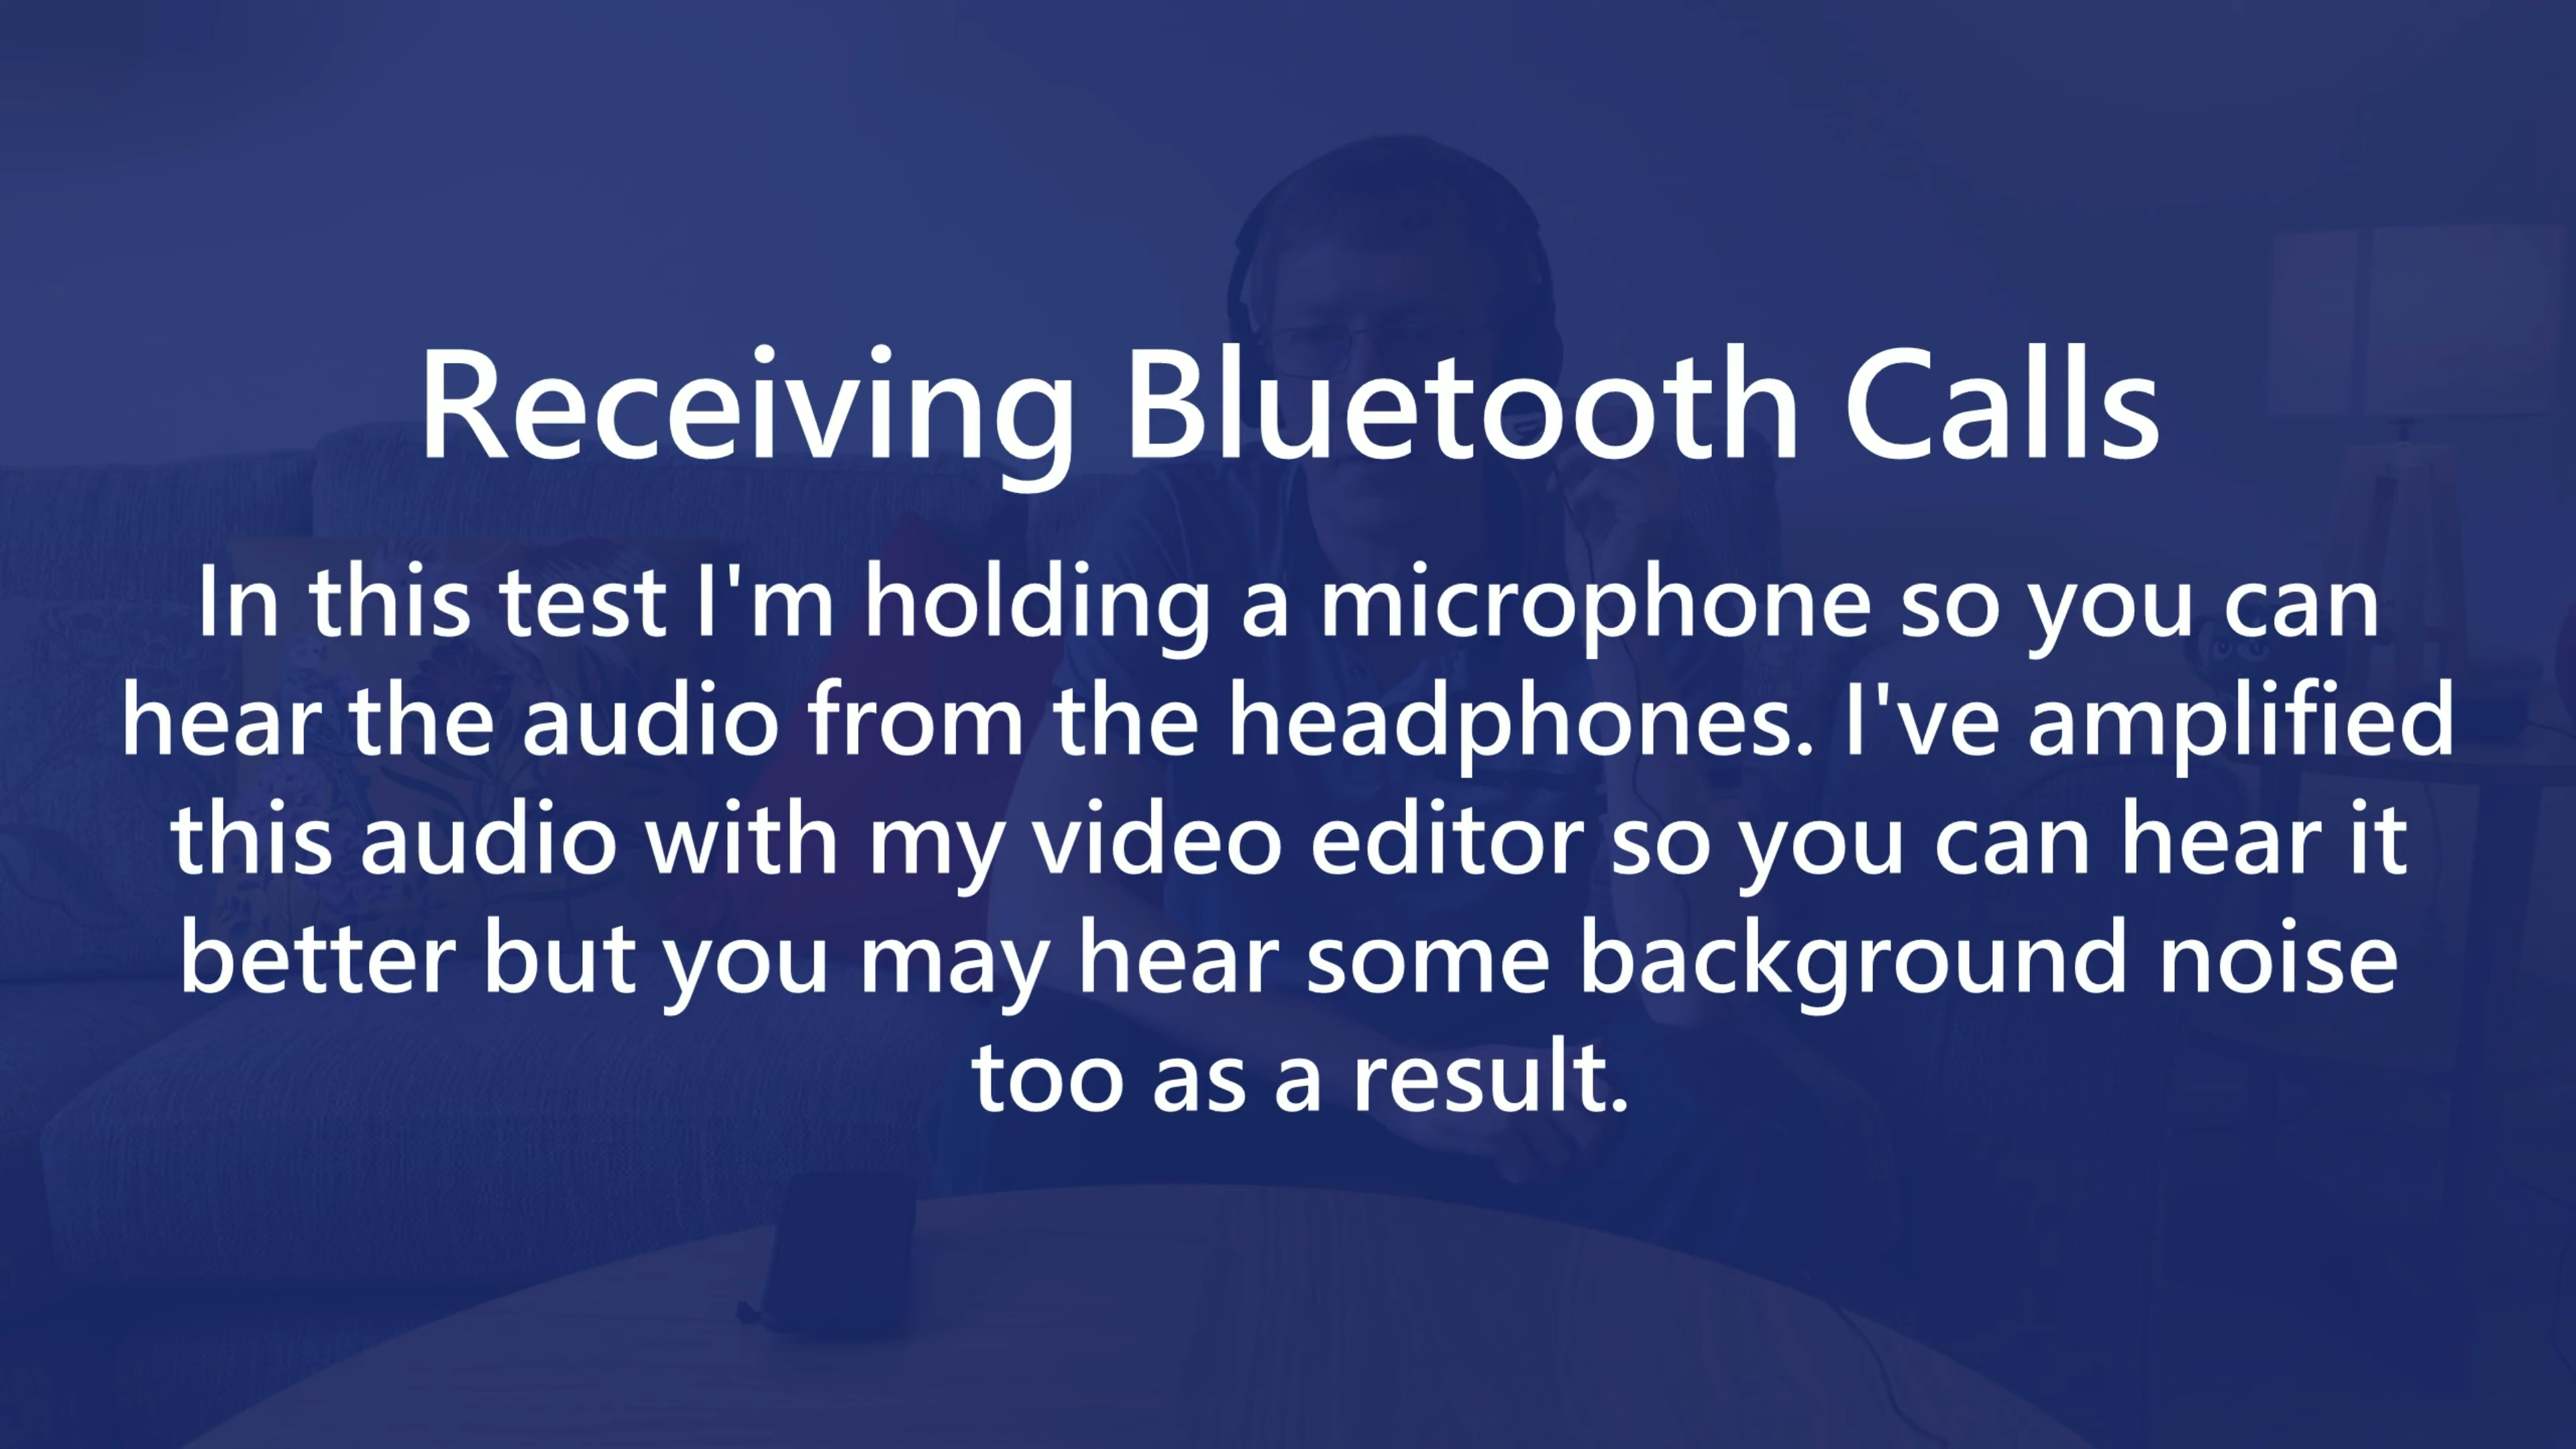 Receiving Bluetooth Calls
In this test I'm holding a microphone so you can
hear the audio from the headphones. I've amplified
this audio with my video editor so you can hear it
better but you may hear some background noise
too as a result.